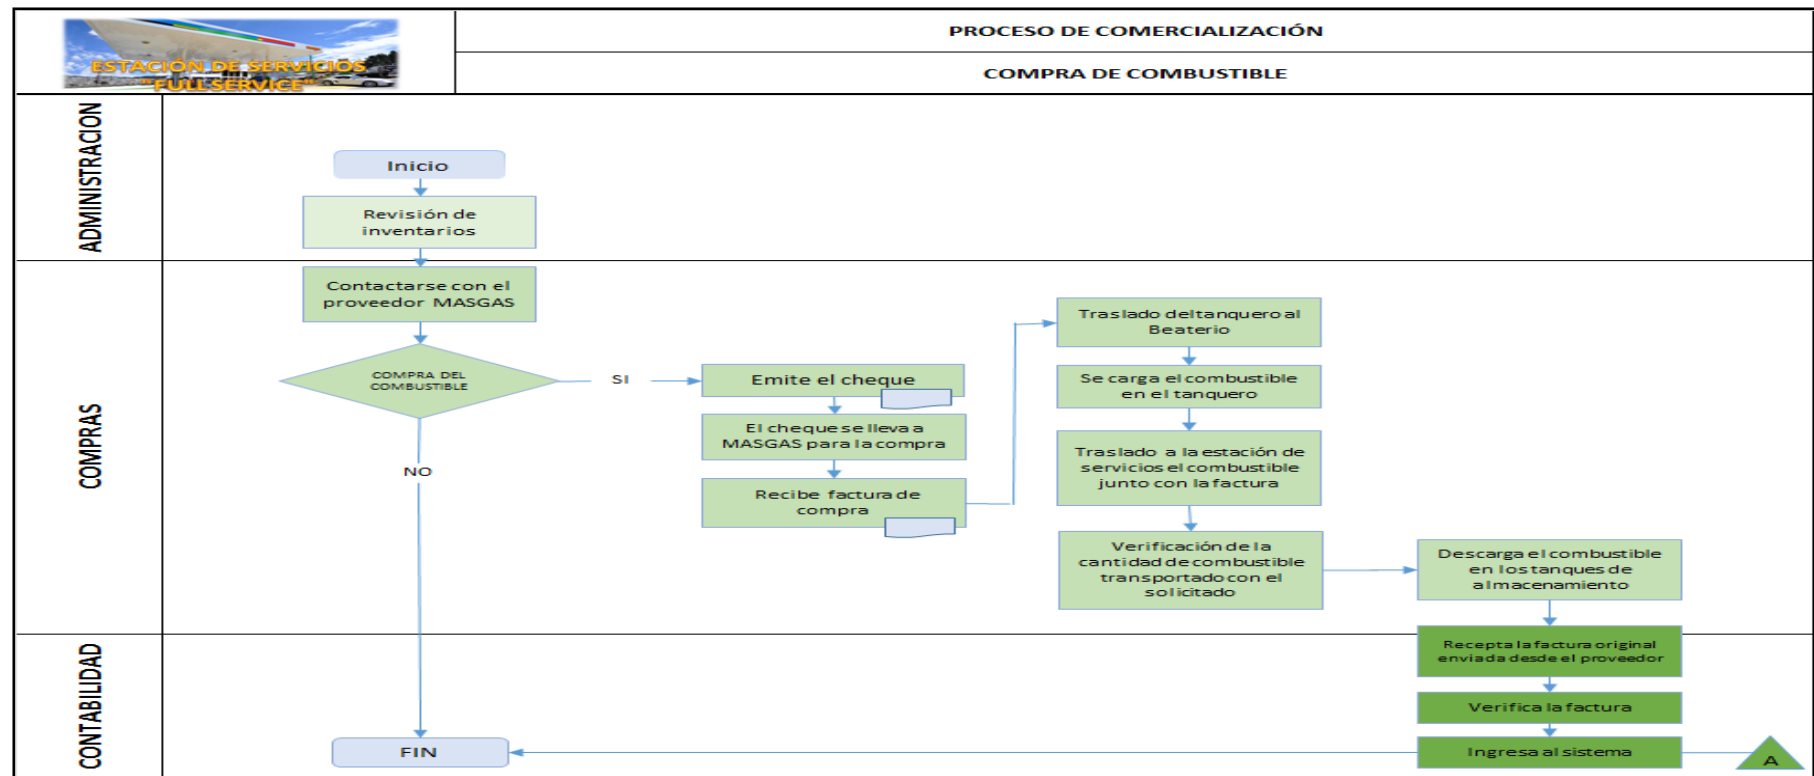 ESTACIÓN DE SERVICIOS
"FULL SERVICE"
PROCESO DE COMERCIALIZACIÓN
COMPRA DE COMBUSTIBLE
ADMINISTRACION
Inicio
Revisión de
inventarios
COMPRAS
Contactarse con el
proveedor MASGAS
COMPRA DEL
COMBUSTIBLE
SI
NO
Emite el cheque
El cheque se lleva a
MASGAS para la compra
Recibe factura de
compra
Traslado del tanquero al
Beaterio
Se carga el combustible
en el tanquero
Traslado a la estación de
servicios el combustible
junto con la factura
Verificación de la
cantidad de combustible
transportado con el
solicitado
Descarga el combustible
en los tanques de
almacenamiento
CONTABILIDAD
Recepta la factura original
enviada desde el proveedor
Verifica la factura
Ingresa al sistema
A
FIN